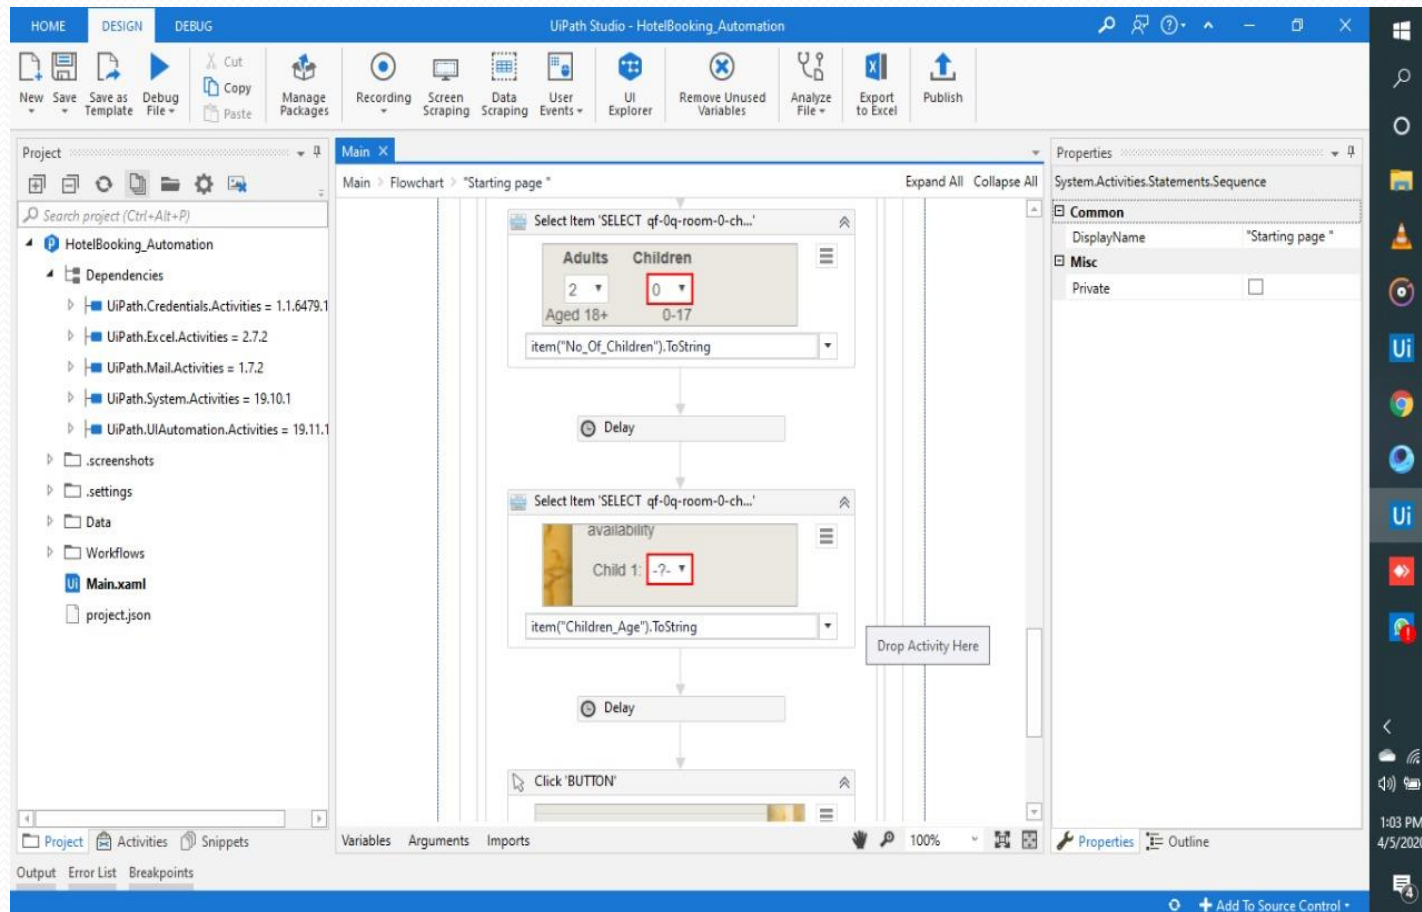 HOME DESIGN DEBUG UiPath Studio - HotelBooking_Automation
Cut
Copy
Paste
New Save Save as Template Debug File Manage Packages Recording Screen Scraping Data Scraping User Events UI Explorer Remove Unused Variables Analyze File Export to Excel Publish
Project
Search project (Ctrl+Alt+P)
HotelBooking_Automation
Dependencies
UiPath.Credentials.Activities = 1.1.6479.1
UiPath.Excel.Activities = 2.7.2
UiPath.Mail.Activities = 1.7.2
UiPath.System.Activities = 19.10.1
UiPath.UIAutomation.Activities = 19.11.1
.screenshots
.settings
Data
Workflows
Main.xaml
project.json
Project Activities Snippets
Main
Main > Flowchart > "Starting page " Expand All Collapse All
Select Item 'SELECT qf-0q-room-0-ch...'
Adults Children
2 0
Aged 18+ 0-17
item("No_Of_Children").ToString
Delay
Select Item 'SELECT qf-0q-room-0-ch...'
availability
Child 1: -?-
item("Children_Age").ToString
Drop Activity Here
Delay
Click 'BUTTON'
Variables Arguments Imports 100%
Properties
System.Activities.Statements.Sequence
Common
DisplayName "Starting page "
Misc
Private
Properties Outline
Output Error List Breakpoints
Add To Source Control
Ui
Ui
1:03 PM
4/5/2020
4